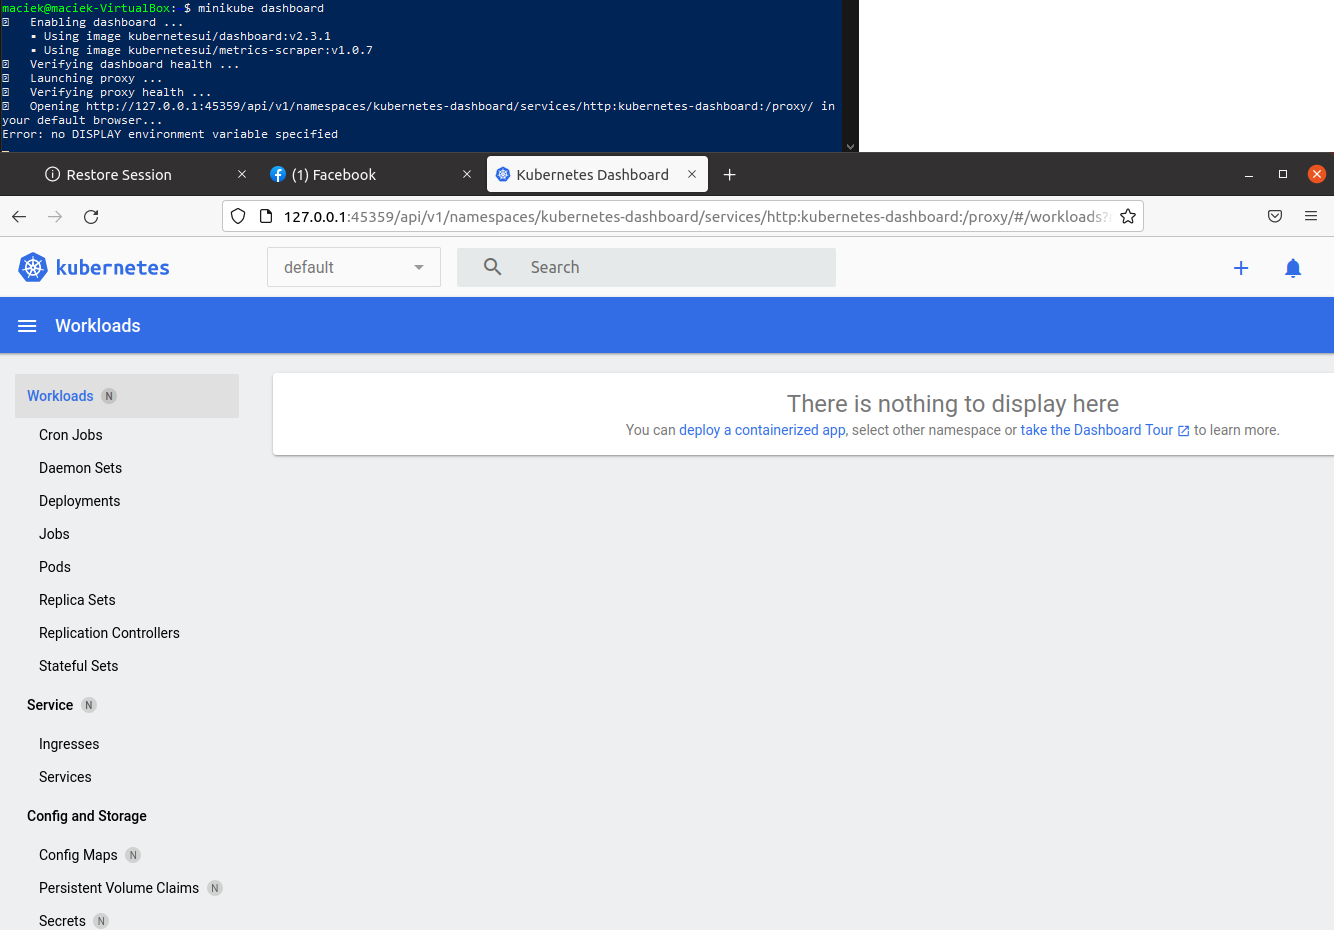 maciek@maciek-VirtualBox:~$ minikube dashboard
Enabling dashboard ...
▪ Using image kubernetesui/dashboard:v2.3.1
▪ Using image kubernetesui/metrics-scraper:v1.0.7
Verifying dashboard health ...
Launching proxy ...
Verifying proxy health ...
Opening http://127.0.0.1:45359/api/v1/namespaces/kubernetes-dashboard/services/http:kubernetes-dashboard:/proxy/ in
your default browser...
Error: no DISPLAY environment variable specified
Restore Session
(1) Facebook
Kubernetes Dashboard
127.0.0.1:45359/api/v1/namespaces/kubernetes-dashboard/services/http:kubernetes-dashboard:/proxy/#/workloads?
kubernetes
default
Search
Workloads
Workloads N
Cron Jobs
Daemon Sets
Deployments
Jobs
Pods
Replica Sets
Replication Controllers
Stateful Sets
Service N
Ingresses
Services
Config and Storage
Config Maps N
Persistent Volume Claims N
Secrets N
There is nothing to display here
You can deploy a containerized app, select other namespace or take the Dashboard Tour to learn more.